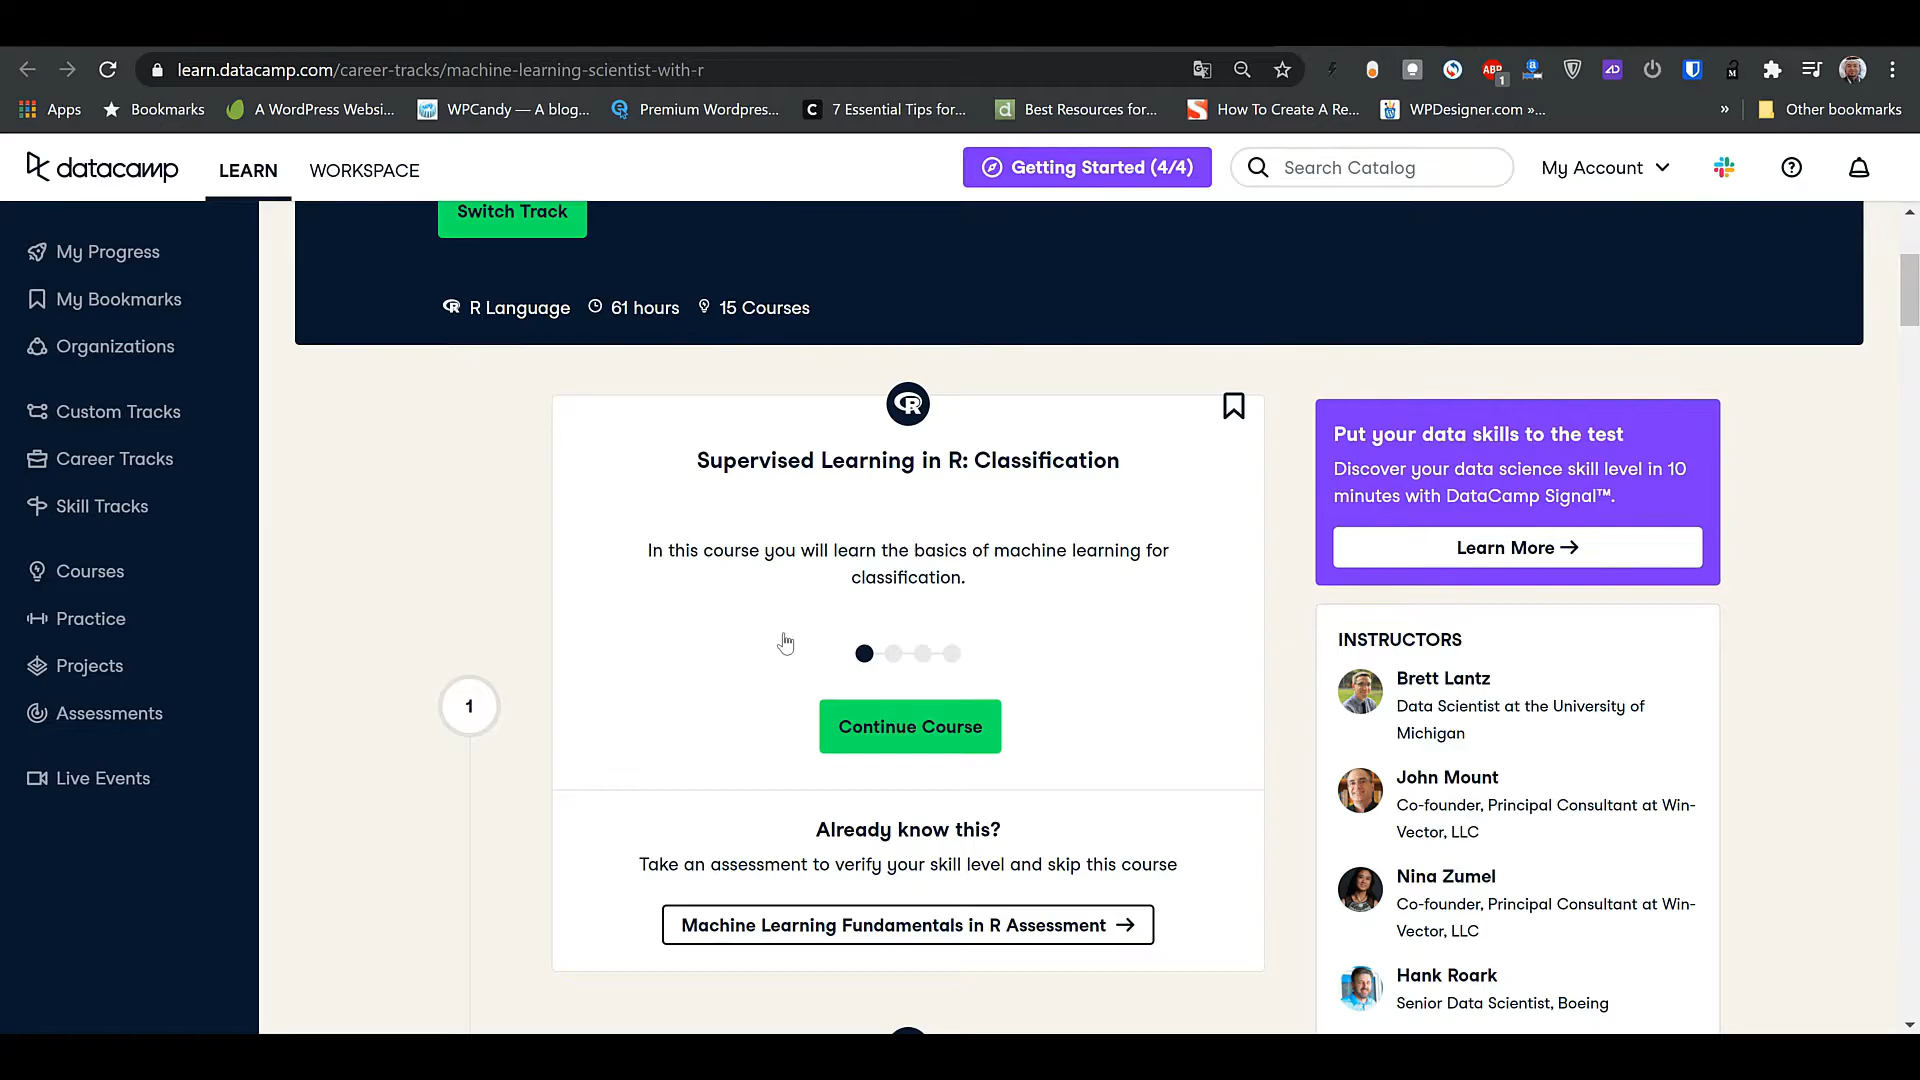 learn.datacamp.com/career-tracks/machine-learning-scientist-with-r
ABP
1
Apps
Bookmarks
A WordPress Websi...
WPCandy — A blog...
Premium Wordpres...
7 Essential Tips for...
Best Resources for...
How To Create A Re...
WPDesigner.com »...
»
Other bookmarks
datacamp
LEARN
WORKSPACE
Getting Started (4/4)
Search Catalog
My Account
My Progress
My Bookmarks
Organizations
Custom Tracks
Career Tracks
Skill Tracks
Courses
Practice
Projects
Assessments
Live Events
Switch Track
R Language
61 hours
15 Courses
1
Supervised Learning in R: Classification
In this course you will learn the basics of machine learning for
classification.
Continue Course
Already know this?
Take an assessment to verify your skill level and skip this course
Machine Learning Fundamentals in R Assessment →
Put your data skills to the test
Discover your data science skill level in 10
minutes with DataCamp Signal™.
Learn More →
INSTRUCTORS
Brett Lantz
Data Scientist at the University of
Michigan
John Mount
Co-founder, Principal Consultant at Win-
Vector, LLC
Nina Zumel
Co-founder, Principal Consultant at Win-
Vector, LLC
Hank Roark
Senior Data Scientist, Boeing